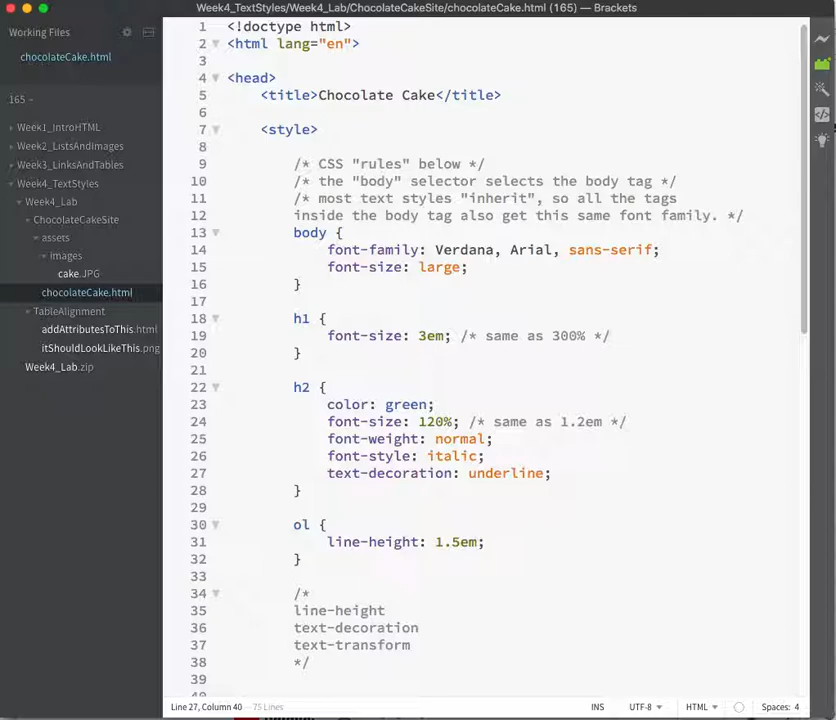 Week4_TextStyles/Week4_Lab/ChocolateCakeSite/chocolateCake.html (165) — Brackets
Working Files
chocolateCake.html
165
Week1_IntroHTML
Week2_ListsAndImages
Week3_LinksAndTables
Week4_TextStyles
Week4_Lab
ChocolateCakeSite
assets
images
cake.JPG
chocolateCake.html
TableAlignment
addAttributesToThis.html
itShouldLookLikeThis.png
Week4_Lab.zip
1 <!doctype html>
2 <html lang="en">
3
4 <head>
5 <title>Chocolate Cake</title>
6
7 <style>
8
9 /* CSS "rules" below */
10 /* the "body" selector selects the body tag */
11 /* most text styles "inherit", so all the tags
12 inside the body tag also get this same font family. */
13 body {
14 font-family: Verdana, Arial, sans-serif;
15 font-size: large;
16 }
17
18 h1 {
19 font-size: 3em; /* same as 300% */
20 }
21
22 h2 {
23 color: green;
24 font-size: 120%; /* same as 1.2em */
25 font-weight: normal;
26 font-style: italic;
27 text-decoration: underline;
28 }
29
30 ol {
31 line-height: 1.5em;
32 }
33
34 /*
35 line-height
36 text-decoration
37 text-transform
38 */
39
Line 27, Column 40 — 75 Lines
INS UTF-8 HTML Spaces: 4